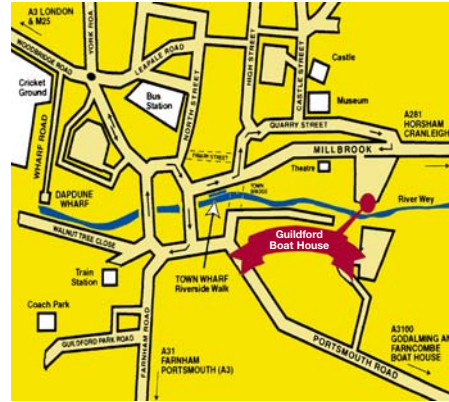 A3 LONDON
& M25
WOODBRIDGE ROAD
YORK ROA
LEAPALE ROAD
Cricket
Ground
WHARF ROAD
Bus
Station
NORTH STREET
HIGH STREET
CASTLE STREET
Castle
Museum
QUARRY STREET
A281
HORSHAM
CRANLEIGH
MILLBROOK
FRIARY STREET
Theatre
DAPDUNE
WHARF
TOWN
BRIDGE
River Wey
WALNUT TREE CLOSE
Guildford
Boat House
TOWN WHARF
Riverside Walk
Train
Station
Coach Park
GUILDFORD PARK ROAD
FARNHAM ROAD
A31
FARNHAM
PORTSMOUTH (A3)
PORTSMOUTH ROAD
A3100
GODALMING AN
FARNCOMBE
BOAT HOUSE